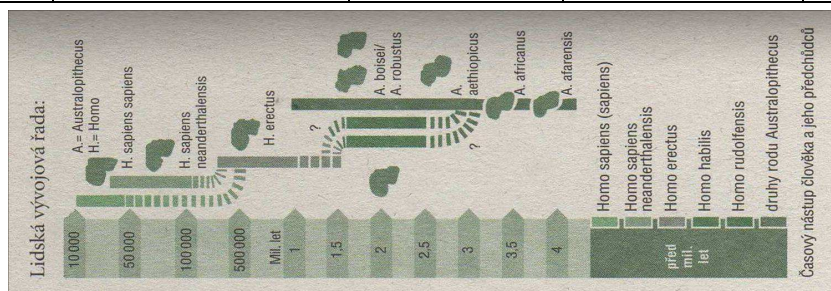 Lidská vývojová řada:
A.= Australopithecus
H.= Homo
H. sapiens sapiens
H. sapiens
neanderthalensis
H. erectus
?
A. boisei/
A. robustus
A.
aethiopicus
?
A. africanus
A. afarensis
10 000
50 000
100 000
500 000
Mil. let
1
1,5
2
2,5
3
3,5
4
před
mil.
let
Homo sapiens (sapiens)
Homo sapiens
neanderthalensis
Homo erectus
Homo habilis
Homo rudolfensis
druhy rodu Australopithecus
Časový nástup člověka a jeho předchůdců